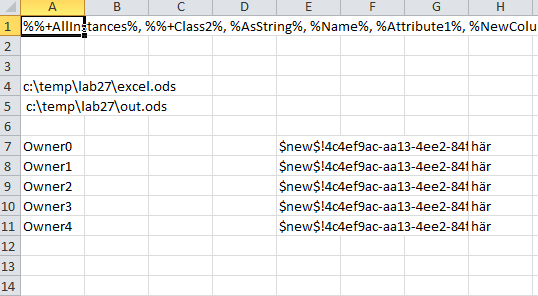 A B C D E F G H
1 %%+AllInstances%, %%+Class2%, %AsString%, %Name%, %Attribute1%, %NewColu
2
3
4 c:\temp\lab27\excel.ods
5 c:\temp\lab27\out.ods
6
7 Owner0 $new$!4c4ef9ac-aa13-4ee2-84f här
8 Owner1 $new$!4c4ef9ac-aa13-4ee2-84f här
9 Owner2 $new$!4c4ef9ac-aa13-4ee2-84f här
10 Owner3 $new$!4c4ef9ac-aa13-4ee2-84f här
11 Owner4 $new$!4c4ef9ac-aa13-4ee2-84f här
12
13
14